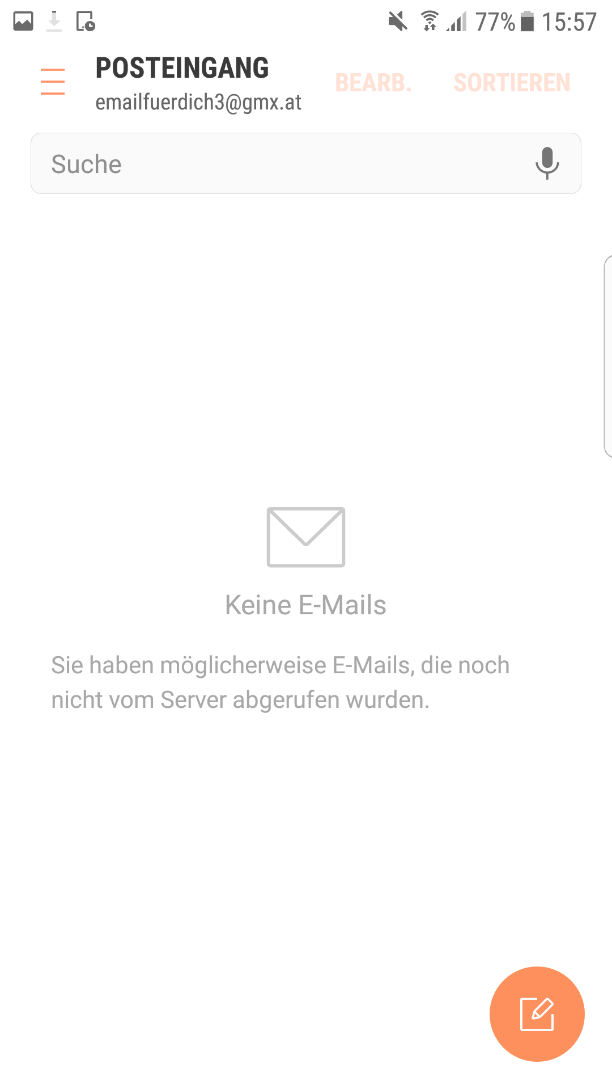 77% 15:57
POSTEINGANG
emailfuerdich3@gmx.at
BEARB. SORTIEREN
Suche
Keine E-Mails
Sie haben möglicherweise E-Mails, die noch
nicht vom Server abgerufen wurden.